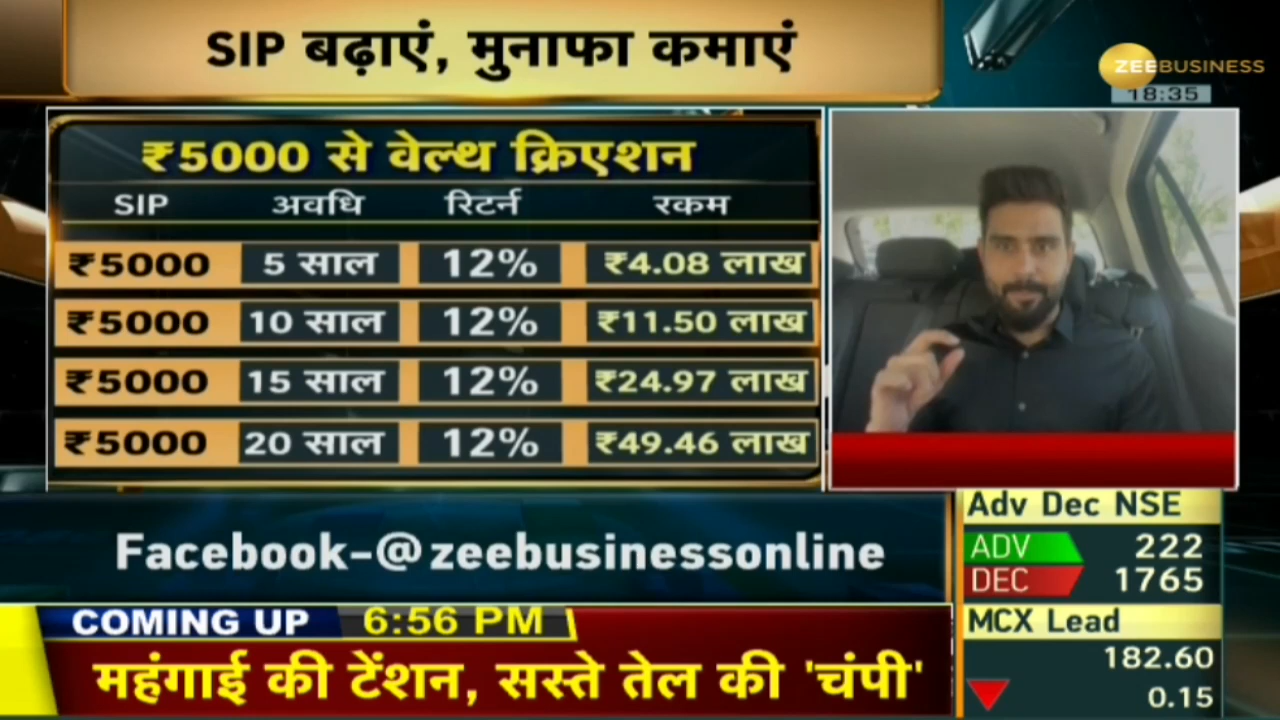 SIP बढ़ाएं, मुनाफा कमाएं
ZEEBUSINESS
18:35
₹5000 से वेल्थ क्रिएशन
SIP अवधि रिटर्न रकम
₹5000 5 साल 12% ₹4.08 लाख
₹5000 10 साल 12% ₹11.50 लाख
₹5000 15 साल 12% ₹24.97 लाख
₹5000 20 साल 12% ₹49.46 लाख
Facebook-@zeebusinessonline
Adv Dec NSE
ADV 222
DEC 1765
MCX Lead
182.60
0.15
COMING UP 6:56 PM
महंगाई की टेंशन, सस्ते तेल की 'चंपी'